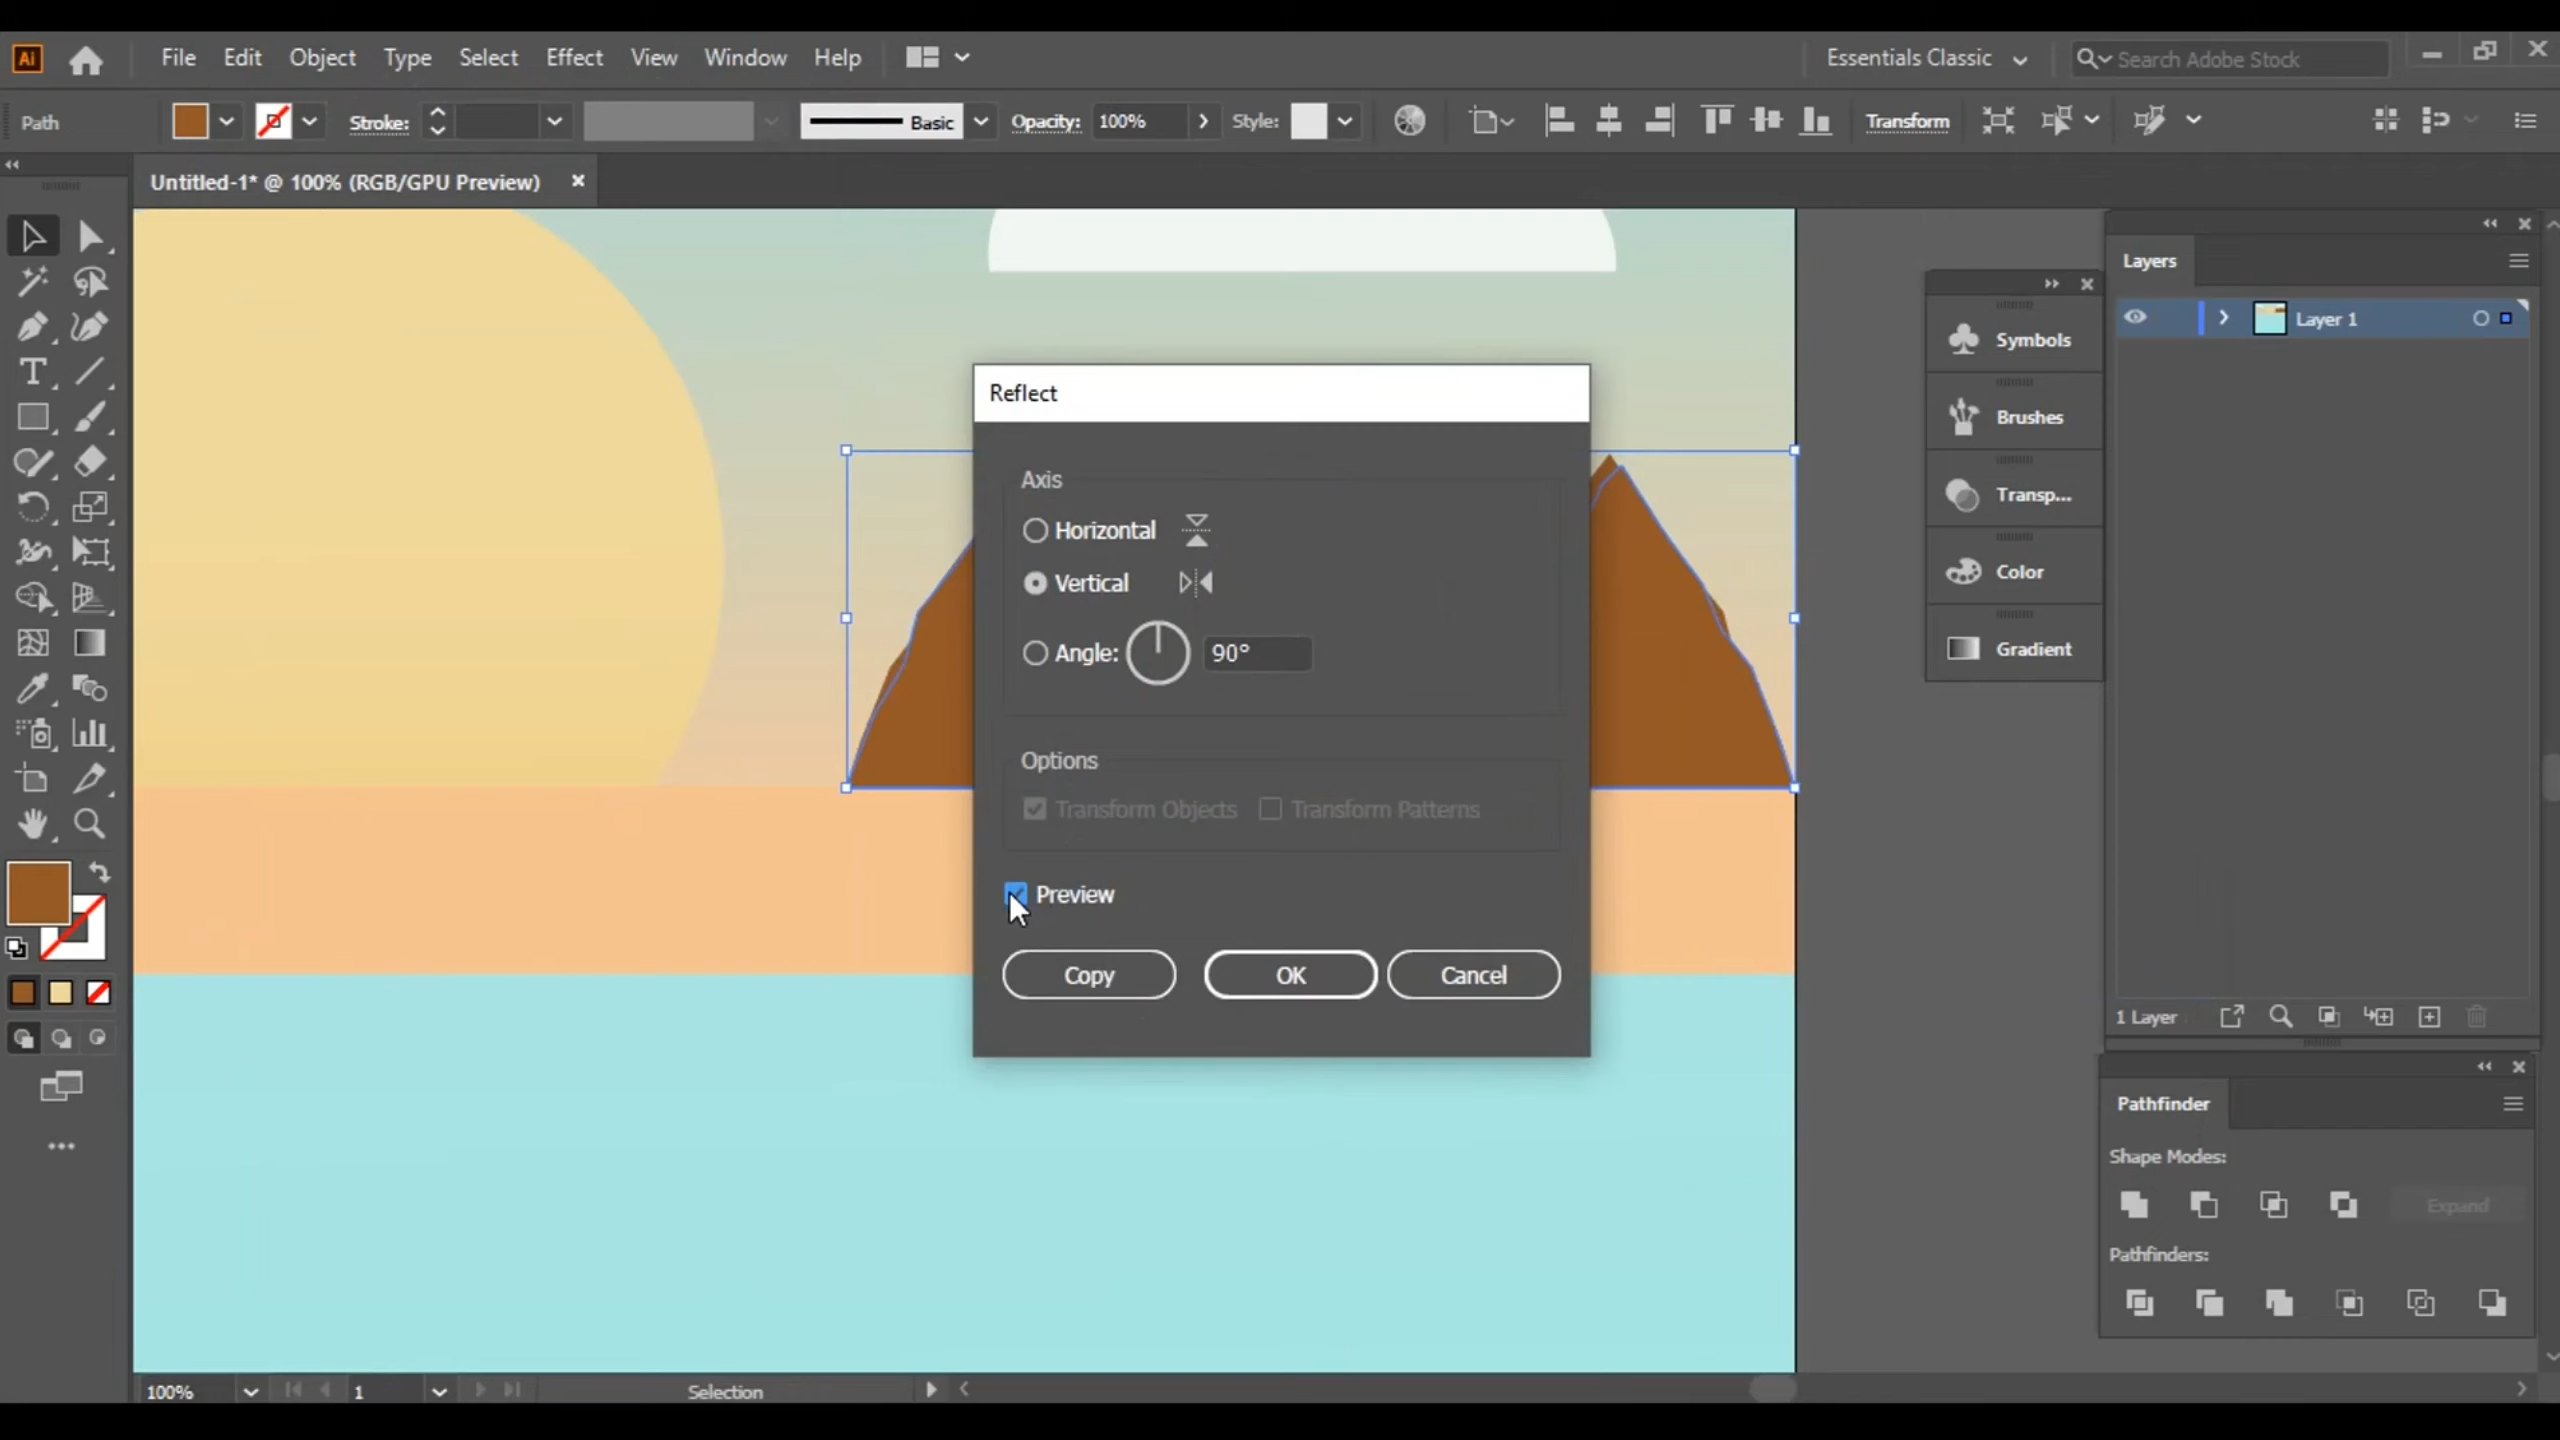 Ai File Edit Object Type Select Effect View Window Help Essentials Classic Search Adobe Stock
Path Stroke: Basic Opacity: 100% Style: Transform
Untitled-1* @ 100% (RGB/GPU Preview)
Layers
Layer 1
Symbols
Brushes
Transp...
Color
Gradient
Reflect
Axis
Horizontal
Vertical
Angle: 90°
Options
Transform Objects Transform Patterns
Preview
Copy OK Cancel
1 Layer
Pathfinder
Shape Modes:
Expand
Pathfinders:
100% 1 Selection